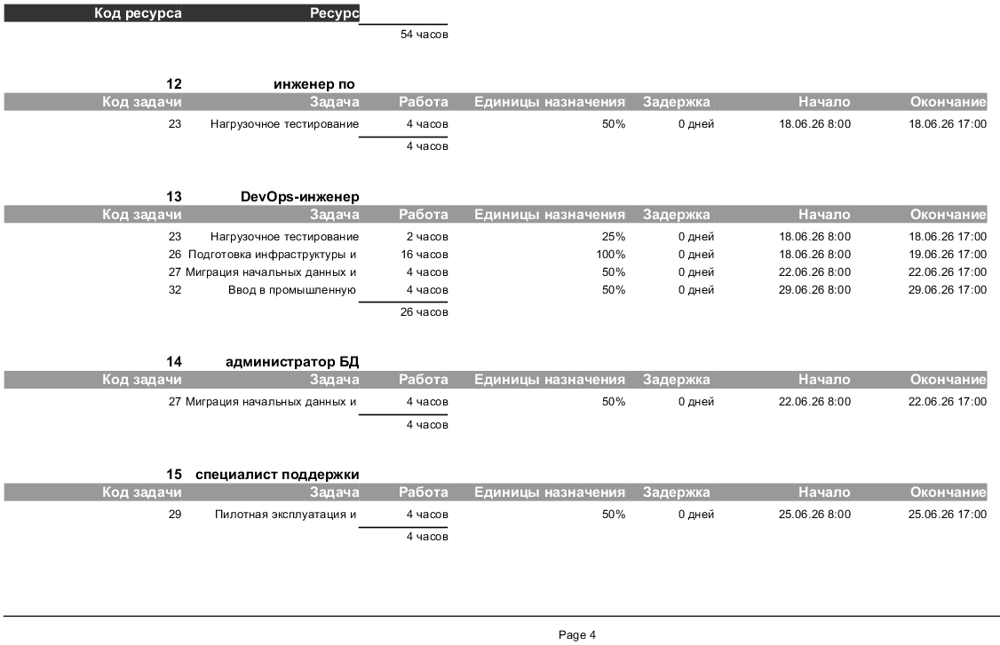 Код ресурса Ресурс
54 часов
12 инженер по
Код задачи Задача Работа Единицы назначения Задержка Начало Окончание
23 Нагрузочное тестирование 4 часов 50% 0 дней 18.06.26 8:00 18.06.26 17:00
4 часов
13 DevOps-инженер
Код задачи Задача Работа Единицы назначения Задержка Начало Окончание
23 Нагрузочное тестирование 2 часов 25% 0 дней 18.06.26 8:00 18.06.26 17:00
26 Подготовка инфраструктуры и 16 часов 100% 0 дней 18.06.26 8:00 19.06.26 17:00
27 Миграция начальных данных и 4 часов 50% 0 дней 22.06.26 8:00 22.06.26 17:00
32 Ввод в промышленную 4 часов 50% 0 дней 29.06.26 8:00 29.06.26 17:00
26 часов
14 администратор БД
Код задачи Задача Работа Единицы назначения Задержка Начало Окончание
27 Миграция начальных данных и 4 часов 50% 0 дней 22.06.26 8:00 22.06.26 17:00
4 часов
15 специалист поддержки
Код задачи Задача Работа Единицы назначения Задержка Начало Окончание
29 Пилотная эксплуатация и 4 часов 50% 0 дней 25.06.26 8:00 25.06.26 17:00
4 часов
Page 4